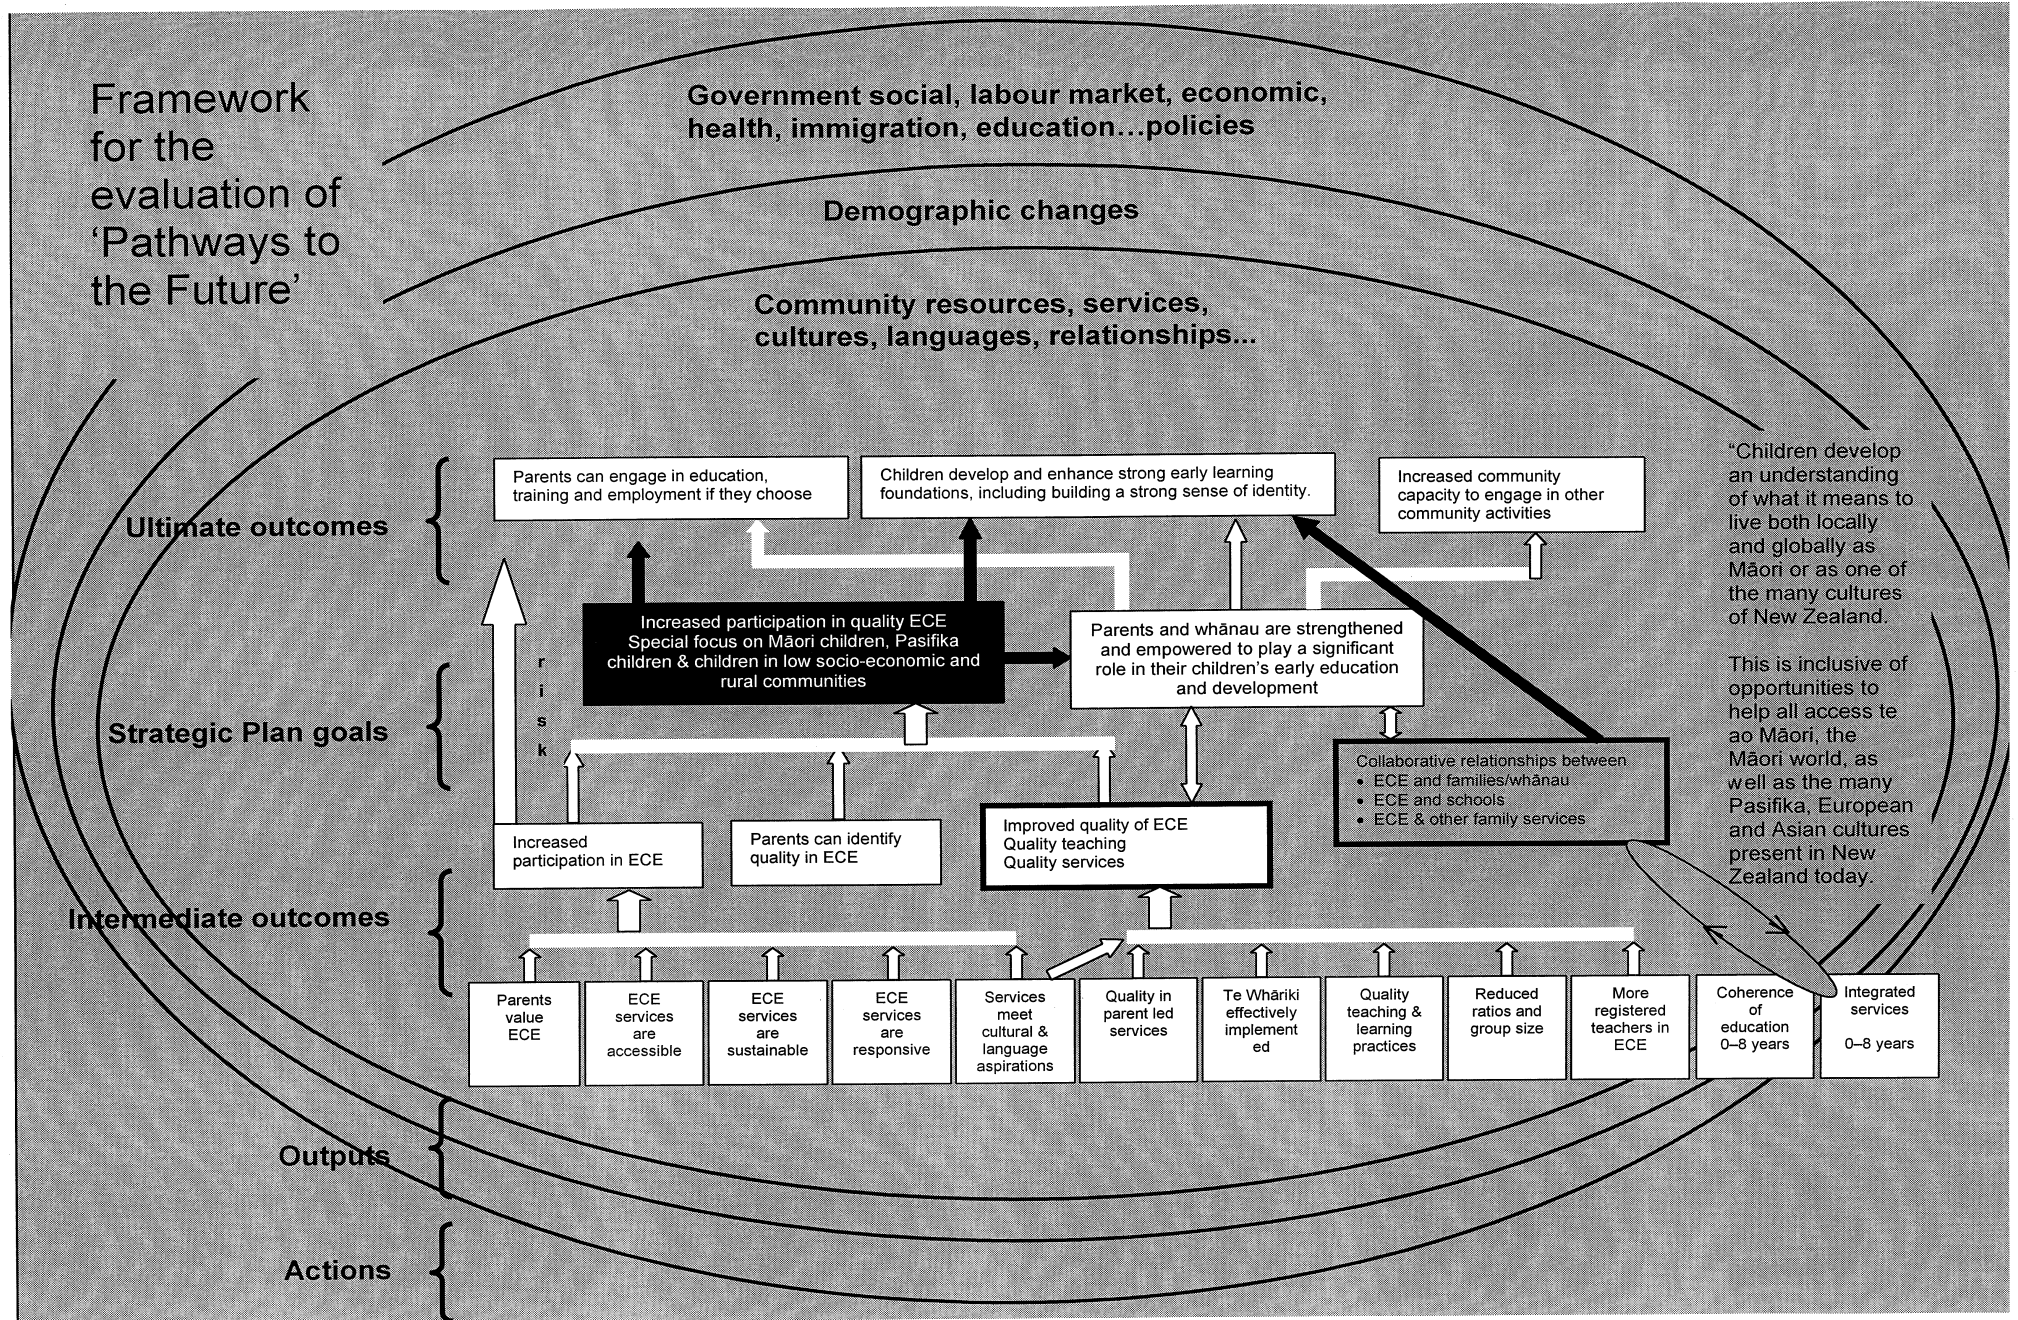 Framework
for the
evaluation of
‘Pathways to
the Future’
Government social, labour market, economic,
health, immigration, education…policies
Demographic changes
Community resources, services,
cultures, languages, relationships...
Ultimate outcomes
Parents can engage in education,
training and employment if they choose
Children develop and enhance strong early learning
foundations, including building a strong sense of identity.
Increased community
capacity to engage in other
community activities
“Children develop
an understanding
of what it means to
live both locally
and globally as
Māori or as one of
the many cultures
of New Zealand.
This is inclusive of
opportunities to
help all access te
ao Māori, the
Māori world, as
well as the many
Pasifika, European
and Asian cultures
present in New
Zealand today.
r
i
s
k
Increased participation in quality ECE
Special focus on Māori children, Pasifika
children & children in low socio-economic and
rural communities
Parents and whānau are strengthened
and empowered to play a significant
role in their children’s early education
and development
Strategic Plan goals
Collaborative relationships between
• ECE and families/whānau
• ECE and schools
• ECE & other family services
Increased
participation in ECE
Parents can identify
quality in ECE
Improved quality of ECE
Quality teaching
Quality services
Intermediate outcomes
Parents
value
ECE
ECE
services
are
accessible
ECE
services
are
sustainable
ECE
services
are
responsive
Services
meet
cultural &
language
aspirations
Quality in
parent led
services
Te Whāriki
effectively
implement
ed
Quality
teaching &
learning
practices
Reduced
ratios and
group size
More
registered
teachers in
ECE
Coherence
of
education
0–8 years
Integrated
services
0–8 years
Outputs
Actions